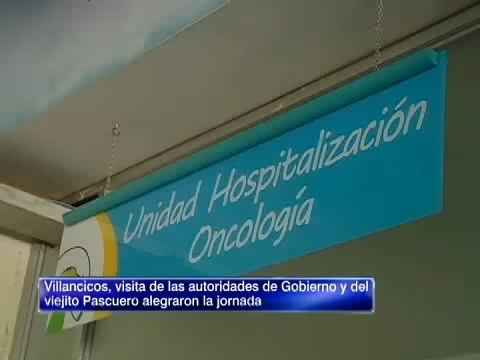 Unidad Hospitalización
Oncología
Villancicos, visita de las autoridades de Gobierno y del
viejito Pascuero alegraron la jornada